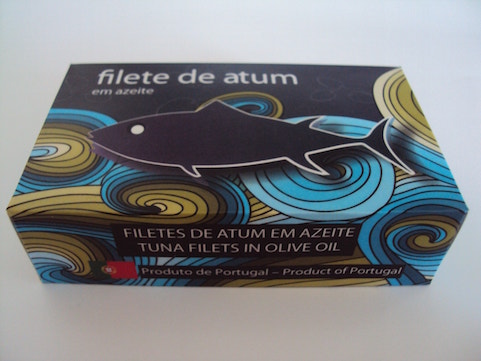 filete de atum
em azeite
FILETES DE ATUM EM AZEITE
TUNA FILETS IN OLIVE OIL
Produto de Portugal – Product of Portugal